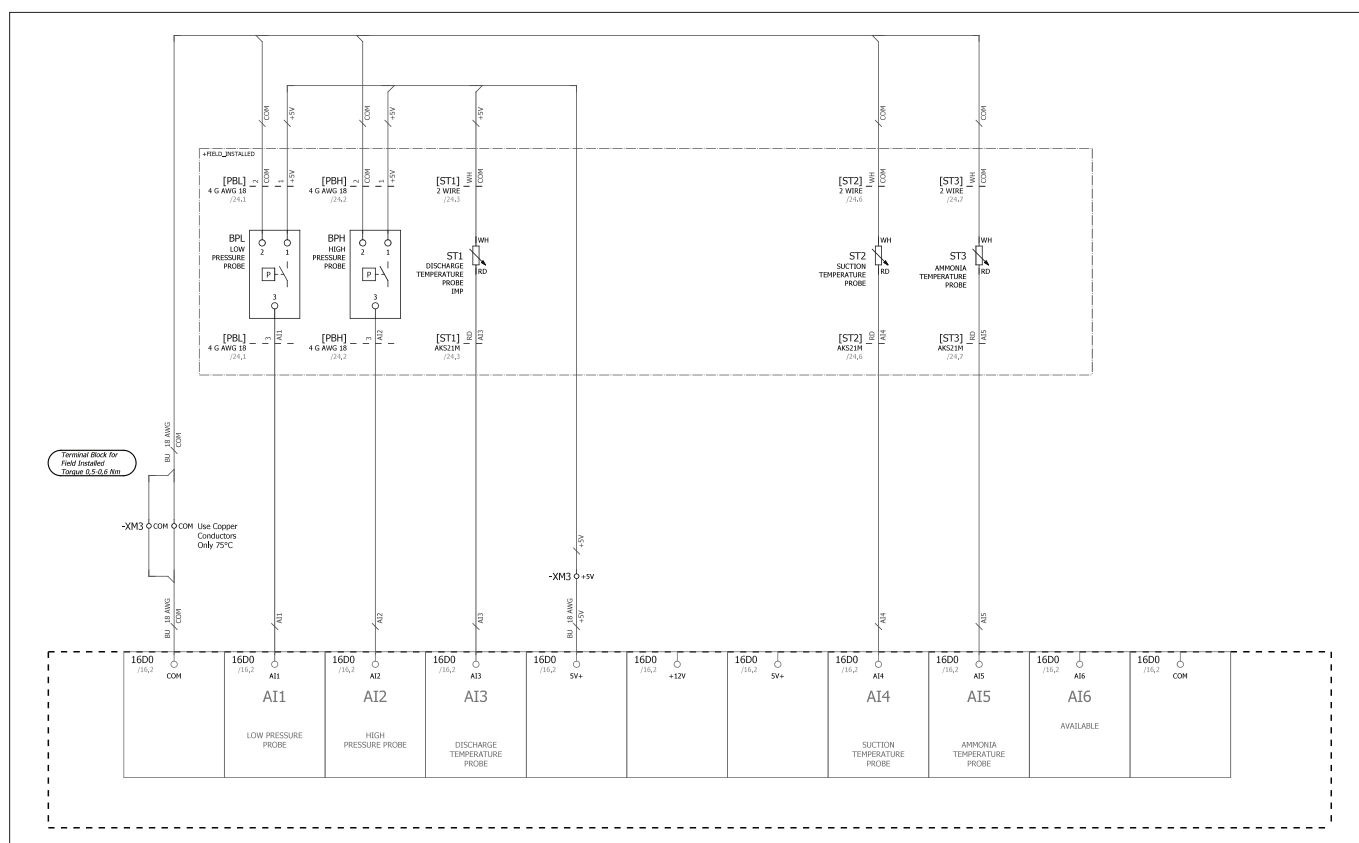 COM
+5V
COM
+5V
+5V
COM
COM
+FIELD_INSTALLED
[PBL] 2 COM 1 +5V
4 G AWG 18
/24.1
[PBH] 2 COM 1 +5V
4 G AWG 18
/24.2
[ST1] WH COM
2 WIRE
/24.3
[ST2] WH COM
2 WIRE
/24.6
[ST3] WH COM
2 WIRE
/24.7
BPL
LOW
PRESSURE
PROBE
2 1
P
3
BPH
HIGH
PRESSURE
PROBE
2 1
P
3
WH
ST1
RD
DISCHARGE
TEMPERATURE
PROBE
IMP
WH
ST2
RD
SUCTION
TEMPERATURE
PROBE
WH
ST3
RD
AMMONIA
TEMPERATURE
PROBE
[PBL] 3 AI1
4 G AWG 18
/24,1
[PBH] 3 AI2
4 G AWG 18
/24,2
[ST1] RD AI3
AKS21M
/24,3
[ST2] RD AI4
AKS21M
/24,6
[ST3] RD AI5
AKS21M
/24,7
BU 18 AWG
COM
Terminal Block for
Field Installed
Torque 0,5-0,6 Nm
-XM3 COM COM
Use Copper
Conductors
Only 75°C
+5V
-XM3 +5V
BU 18 AWG
COM
AI1
AI2
AI3
BU 18 AWG
+5V
AI4
AI5
16D0
/16,2
COM
16D0
/16,2
AI1
AI1
LOW PRESSURE
PROBE
16D0
/16,2
AI2
AI2
HIGH
PRESSURE PROBE
16D0
/16,2
AI3
AI3
DISCHARGE
TEMPERATURE
PROBE
16D0
/16,2
5V+
16D0
/16,2
+12V
16D0
/16,2
5V+
16D0
/16,2
AI4
AI4
SUCTION
TEMPERATURE
PROBE
16D0
/16,2
AI5
AI5
AMMONIA
TEMPERATURE
PROBE
16D0
/16,2
AI6
AI6
AVAILABLE
16D0
/16,2
COM